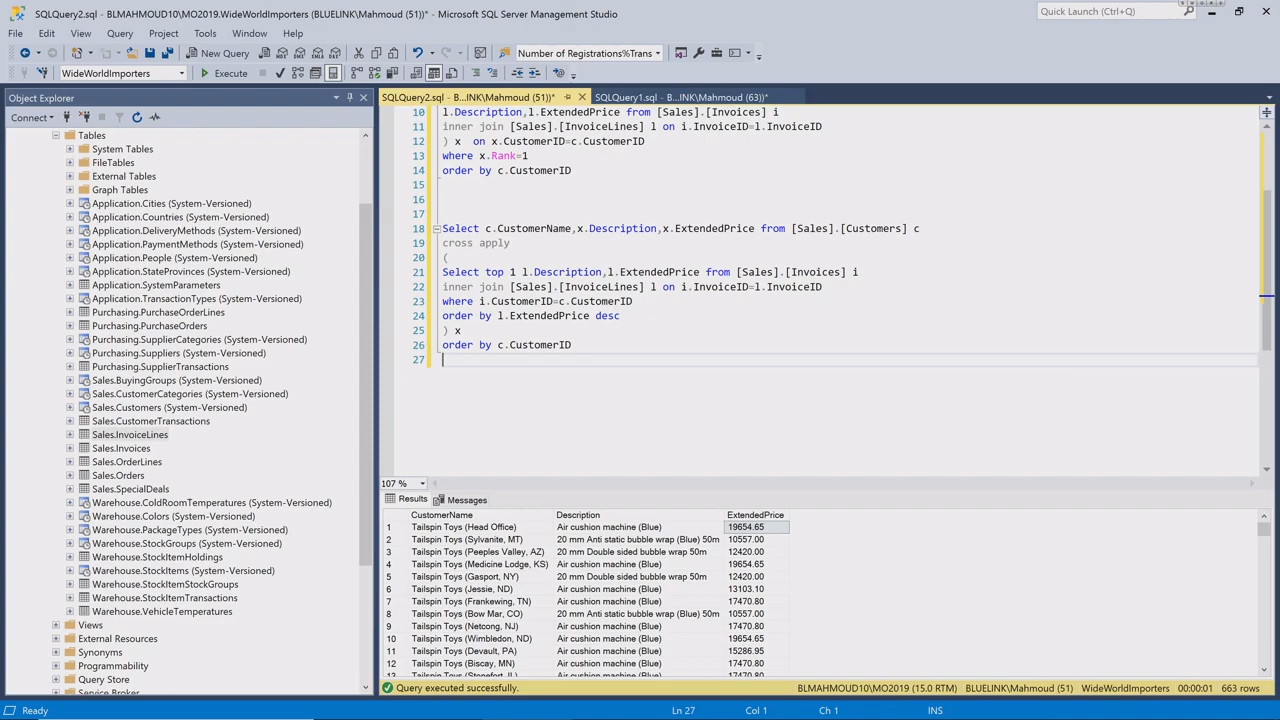 SQLQuery2.sql - BLMAHMOUD10\MO2019.WideWorldImporters (BLUELINK\Mahmoud (51))* - Microsoft SQL Server Management Studio
Quick Launch (Ctrl+Q)
File Edit View Query Project Tools Window Help
New Query
Number of Registrations%Trans
WideWorldImporters
Execute
Object Explorer
Connect
Tables
System Tables
FileTables
External Tables
Graph Tables
Application.Cities (System-Versioned)
Application.Countries (System-Versioned)
Application.DeliveryMethods (System-Versioned)
Application.PaymentMethods (System-Versioned)
Application.People (System-Versioned)
Application.StateProvinces (System-Versioned)
Application.SystemParameters
Application.TransactionTypes (System-Versioned)
Purchasing.PurchaseOrderLines
Purchasing.PurchaseOrders
Purchasing.SupplierCategories (System-Versioned)
Purchasing.Suppliers (System-Versioned)
Purchasing.SupplierTransactions
Sales.BuyingGroups (System-Versioned)
Sales.CustomerCategories (System-Versioned)
Sales.Customers (System-Versioned)
Sales.CustomerTransactions
Sales.InvoiceLines
Sales.Invoices
Sales.OrderLines
Sales.Orders
Sales.SpecialDeals
Warehouse.ColdRoomTemperatures (System-Versioned)
Warehouse.Colors (System-Versioned)
Warehouse.PackageTypes (System-Versioned)
Warehouse.StockGroups (System-Versioned)
Warehouse.StockItemHoldings
Warehouse.StockItems (System-Versioned)
Warehouse.StockItemStockGroups
Warehouse.StockItemTransactions
Warehouse.VehicleTemperatures
Views
External Resources
Synonyms
Programmability
Query Store
Service Broker
SQLQuery2.sql - B...INK\Mahmoud (51))* SQLQuery1.sql - B...INK\Mahmoud (63))*
10 l.Description,l.ExtendedPrice from [Sales].[Invoices] i
11 inner join [Sales].[InvoiceLines] l on i.InvoiceID=l.InvoiceID
12 ) x on x.CustomerID=c.CustomerID
13 where x.Rank=1
14 order by c.CustomerID
15
16
17
18 Select c.CustomerName,x.Description,x.ExtendedPrice from [Sales].[Customers] c
19 cross apply
20 (
21 Select top 1 l.Description,l.ExtendedPrice from [Sales].[Invoices] i
22 inner join [Sales].[InvoiceLines] l on i.InvoiceID=l.InvoiceID
23 where i.CustomerID=c.CustomerID
24 order by l.ExtendedPrice desc
25 ) x
26 order by c.CustomerID
27
107 %
Results Messages
CustomerName Description ExtendedPrice
1 Tailspin Toys (Head Office) Air cushion machine (Blue) 19654.65
2 Tailspin Toys (Sylvanite, MT) 20 mm Anti static bubble wrap (Blue) 50m 10557.00
3 Tailspin Toys (Peeples Valley, AZ) 20 mm Double sided bubble wrap 50m 12420.00
4 Tailspin Toys (Medicine Lodge, KS) Air cushion machine (Blue) 19654.65
5 Tailspin Toys (Gasport, NY) 20 mm Double sided bubble wrap 50m 12420.00
6 Tailspin Toys (Jessie, ND) Air cushion machine (Blue) 13103.10
7 Tailspin Toys (Frankewing, TN) Air cushion machine (Blue) 17470.80
8 Tailspin Toys (Bow Mar, CO) 20 mm Anti static bubble wrap (Blue) 50m 10557.00
9 Tailspin Toys (Netcong, NJ) Air cushion machine (Blue) 17470.80
10 Tailspin Toys (Wimbledon, ND) Air cushion machine (Blue) 19654.65
11 Tailspin Toys (Devault, PA) Air cushion machine (Blue) 15286.95
12 Tailspin Toys (Biscay, MN) Air cushion machine (Blue) 17470.80
13 Tailspin Toys (Stonefort, IL) Air cushion machine (Blue) 17470.80
Query executed successfully.
BLMAHMOUD10\MO2019 (15.0 RTM) BLUELINK\Mahmoud (51) WideWorldImporters 00:00:01 663 rows
Ready Ln 27 Col 1 Ch 1 INS